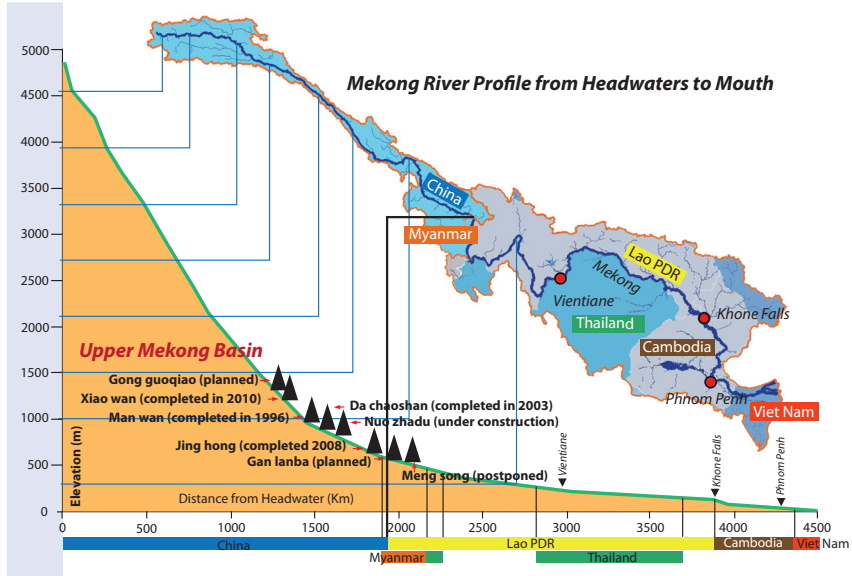 Mekong River Profile from Headwaters to Mouth
5000
4500
4000
3500
3000
2500
2000
1500
1000
500
0
Elevation (m)
China
Myanmar
Lao PDR
Mekong
Vientiane
Thailand
Khone Falls
Cambodia
Phnom Penh
Viet Nam
Upper Mekong Basin
Gong guoqiao (planned)
Xiao wan (completed in 2010)
Man wan (completed in 1996)
Da chaoshan (completed in 2003)
Nuo zhadu (under construction)
Jing hong (completed 2008)
Gan lanba (planned)
Meng song (postponed)
Vientiane
Khone Falls
Phnom Penh
Distance from Headwater (Km)
0 500 1000 1500 2000 2500 3000 3500 4000 4500
China Lao PDR Cambodia Viet Nam
Myanmar Thailand